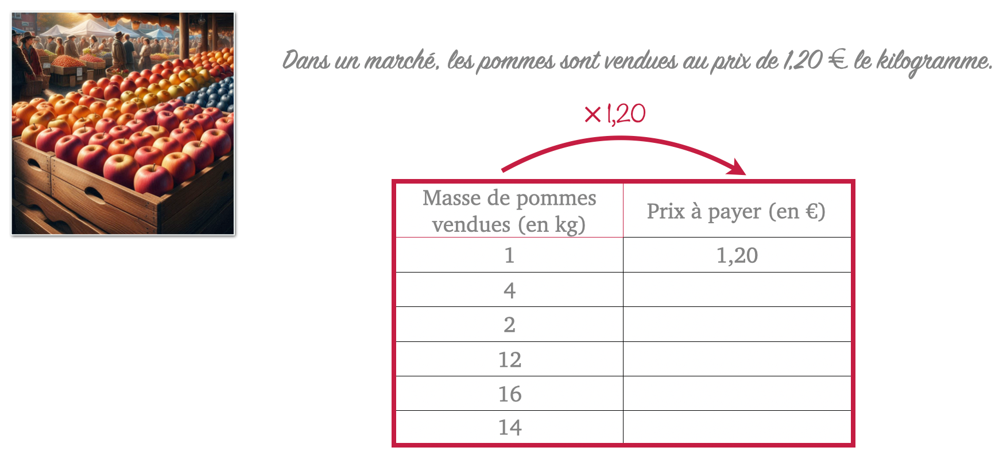 Dans un marché, les pommes sont vendues au prix de 1,20 € le kilogramme.
×1,20
Masse de pommes
vendues (en kg)
Prix à payer (en €)
1 1,20
4
2
12
16
14